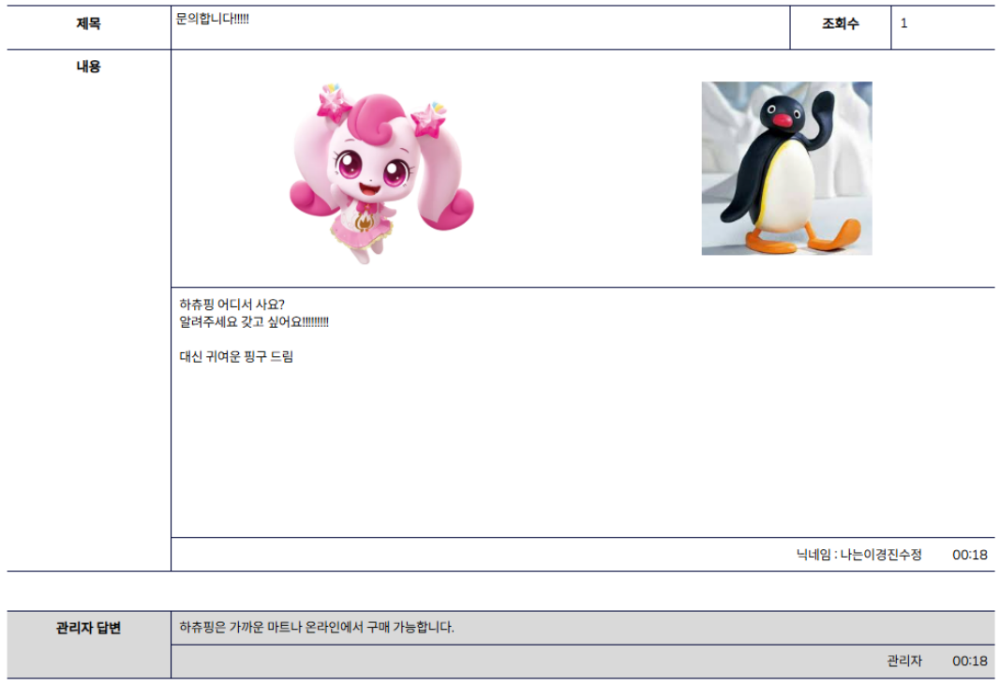 제목 문의합니다!!!!! 조회수 1
내용
하츄핑 어디서 사요?
알려주세요 갖고 싶어요!!!!!!!!!
대신 귀여운 핑구 드림
닉네임 : 나는이경진수정 00:18
관리자 답변 하츄핑은 가까운 마트나 온라인에서 구매 가능합니다.
관리자 00:18